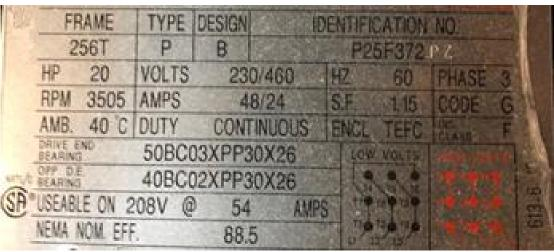 FRAME TYPE DESIGN IDENTIFICATION NO.
256T P B P25F372 PZ
HP 20 VOLTS 230/460 HZ 60 PHASE 3
RPM 3505 AMPS 48/24 S.F. 1.15 CODE G
AMB. 40 °C DUTY CONTINUOUS ENCL TEFC INS. CLASS F
DRIVE END BEARING 50BC03XPP30X26
OPP D.E. BEARING 40BC02XPP30X26
LOW VOLTS
USEABLE ON 208V @ 54 AMPS
NEMA NOM. EFF. 88.5